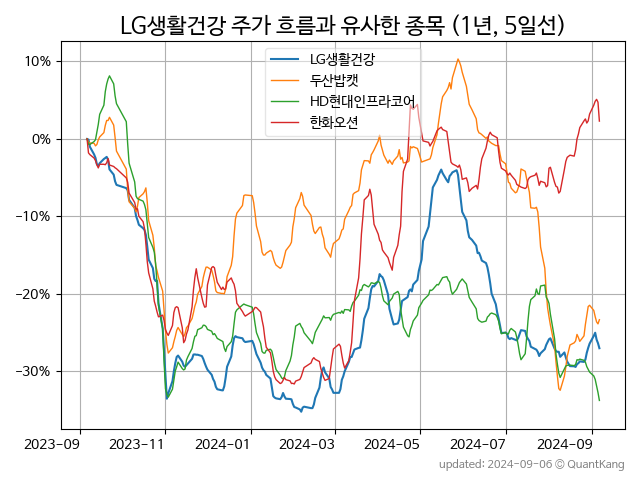 LG생활건강 주가 흐름과 유사한 종목 (1년, 5일선)
LG생활건강
두산밥캣
HD현대인프라코어
한화오션
10%
0%
−10%
−20%
−30%
2023-09 2023-11 2024-01 2024-03 2024-05 2024-07 2024-09
updated: 2024-09-06 © QuantKang